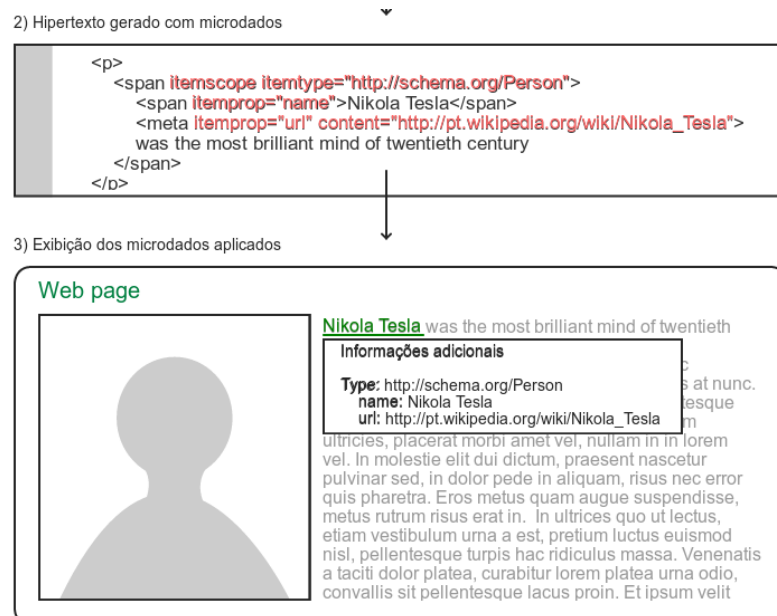 2) Hipertexto gerado com microdados
<p>
<span itemscope itemtype="http://schema.org/Person">
<span itemprop="name">Nikola Tesla</span>
<meta itemprop="url" content="http://pt.wikipedia.org/wiki/Nikola_Tesla">
was the most brilliant mind of twentieth century
</span>
</p>
3) Exibição dos microdados aplicados
Web page
Nikola Tesla was the most brilliant mind of twentieth
Informações adicionais
Type: http://schema.org/Person
name: Nikola Tesla
url: http://pt.wikipedia.org/wiki/Nikola_Tesla
s at nunc.
ultricies, placerat morbi amet vel, nullam in in lorem
vel. In molestie elit dui dictum, praesent nascetur
pulvinar sed, in dolor pede in aliquam, risus nec error
quis pharetra. Eros metus quam augue suspendisse,
metus rutrum risus erat in. In ultrices quo ut lectus,
etiam vestibulum urna a est, pretium luctus euismod
nisl, pellentesque turpis hac ridiculus massa. Venenatis
a taciti dolor platea, curabitur lorem platea urna odio,
convallis sit pellentesque lacus proin. Et ipsum velit